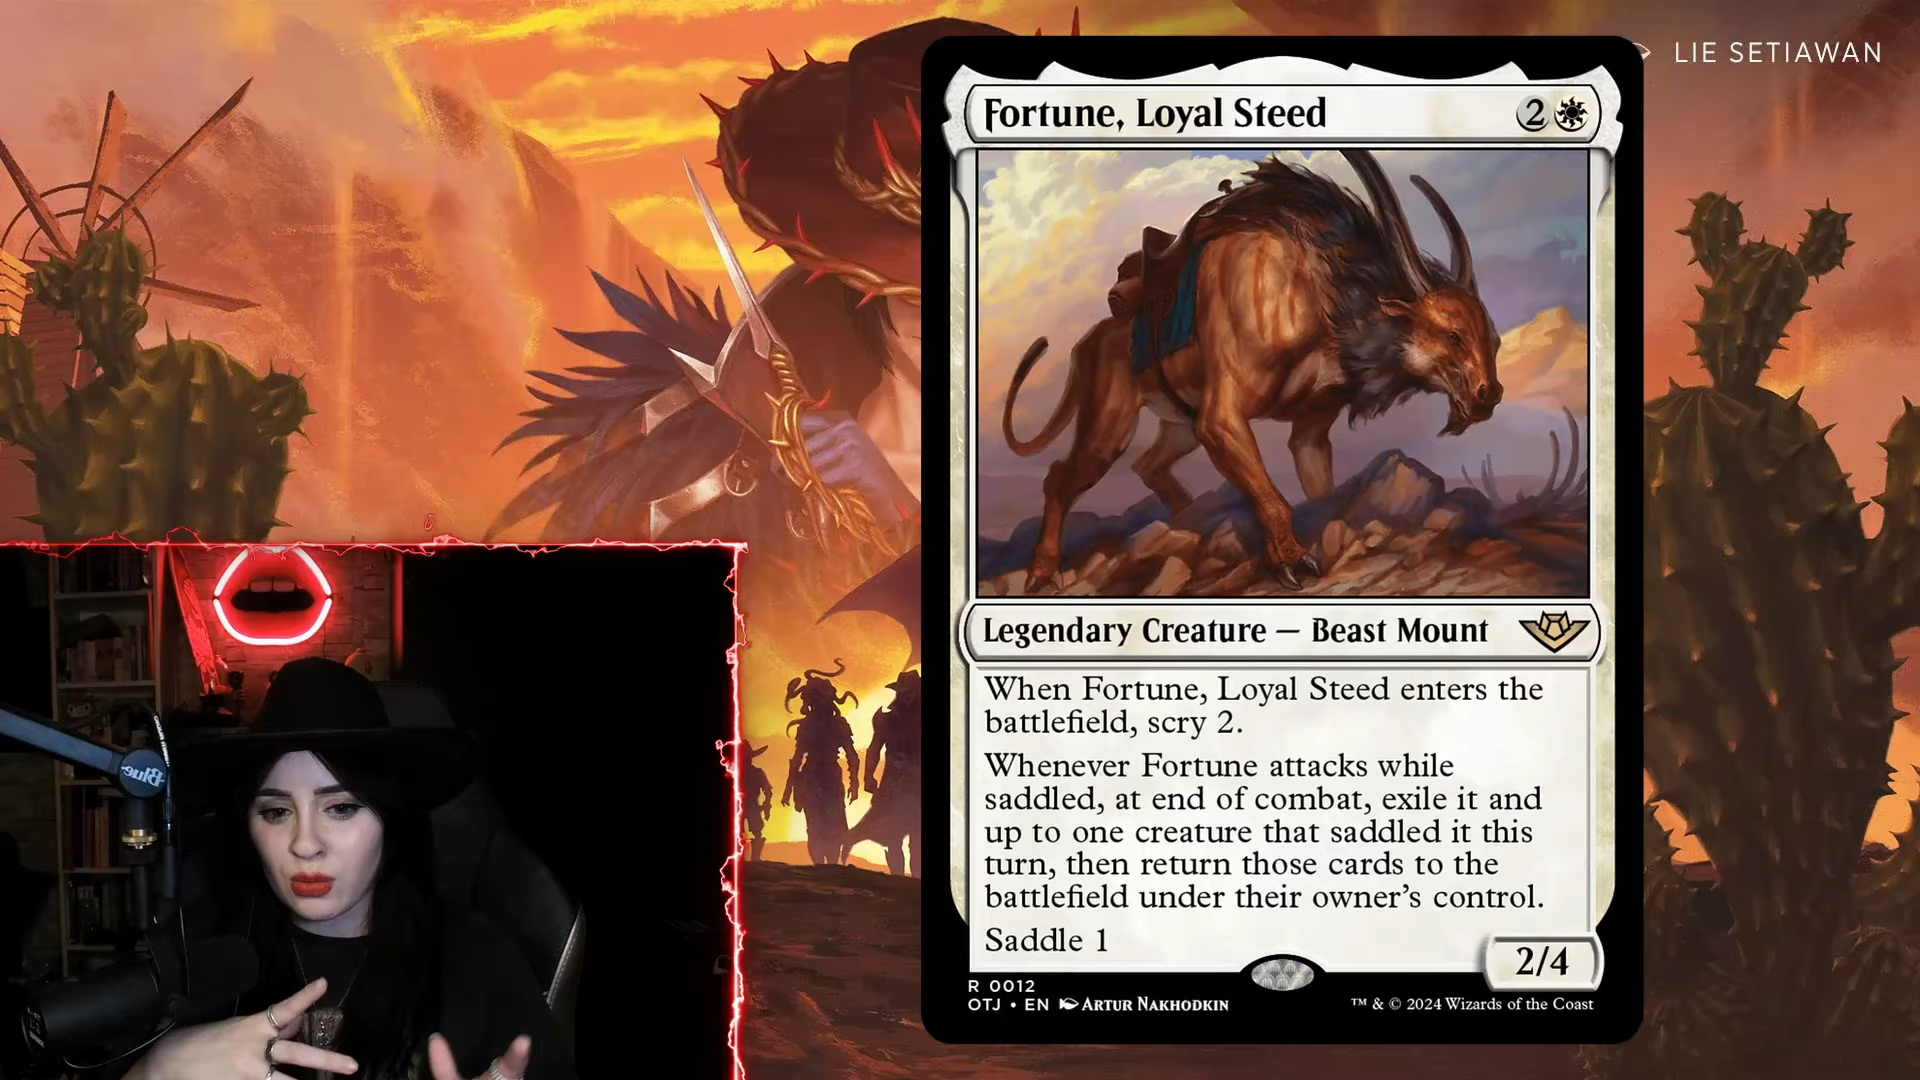 LIE SETIAWAN
Fortune, Loyal Steed
2
Legendary Creature — Beast Mount
When Fortune, Loyal Steed enters the
battlefield, scry 2.
Whenever Fortune attacks while
saddled, at end of combat, exile it and
up to one creature that saddled it this
turn, then return those cards to the
battlefield under their owner's control.
Saddle 1
2/4
R 0012
OTJ • EN ARTUR NAKHODKIN
™ & © 2024 Wizards of the Coast
Blue